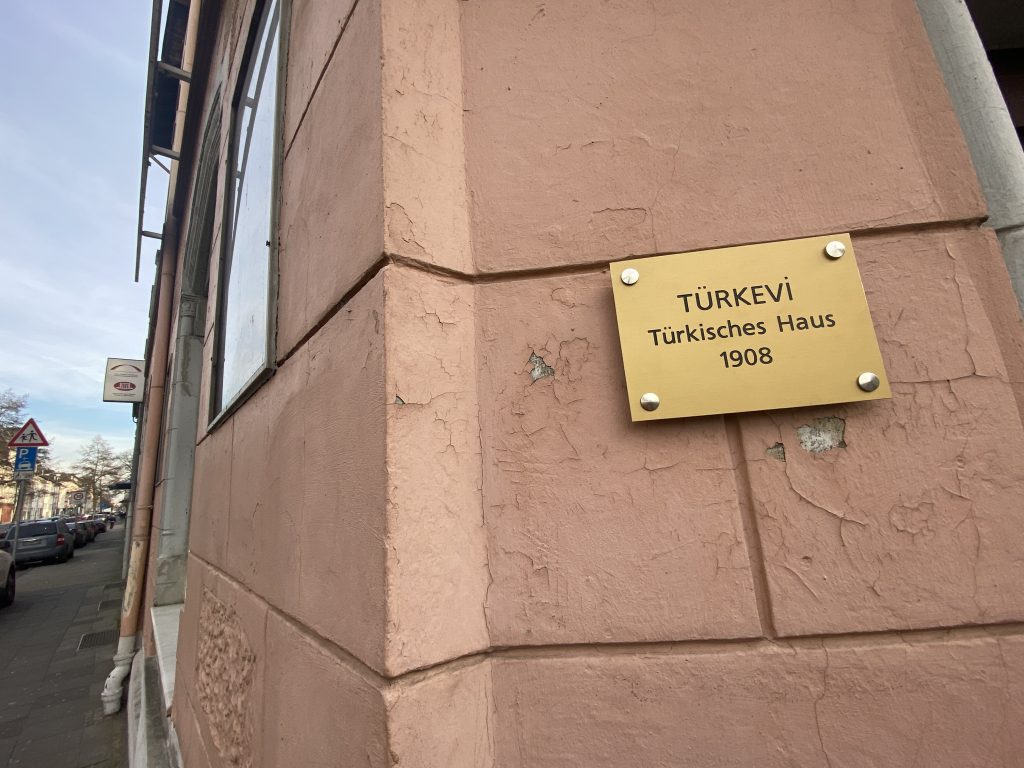 TÜRKEVİ
Türkisches Haus
1908
P